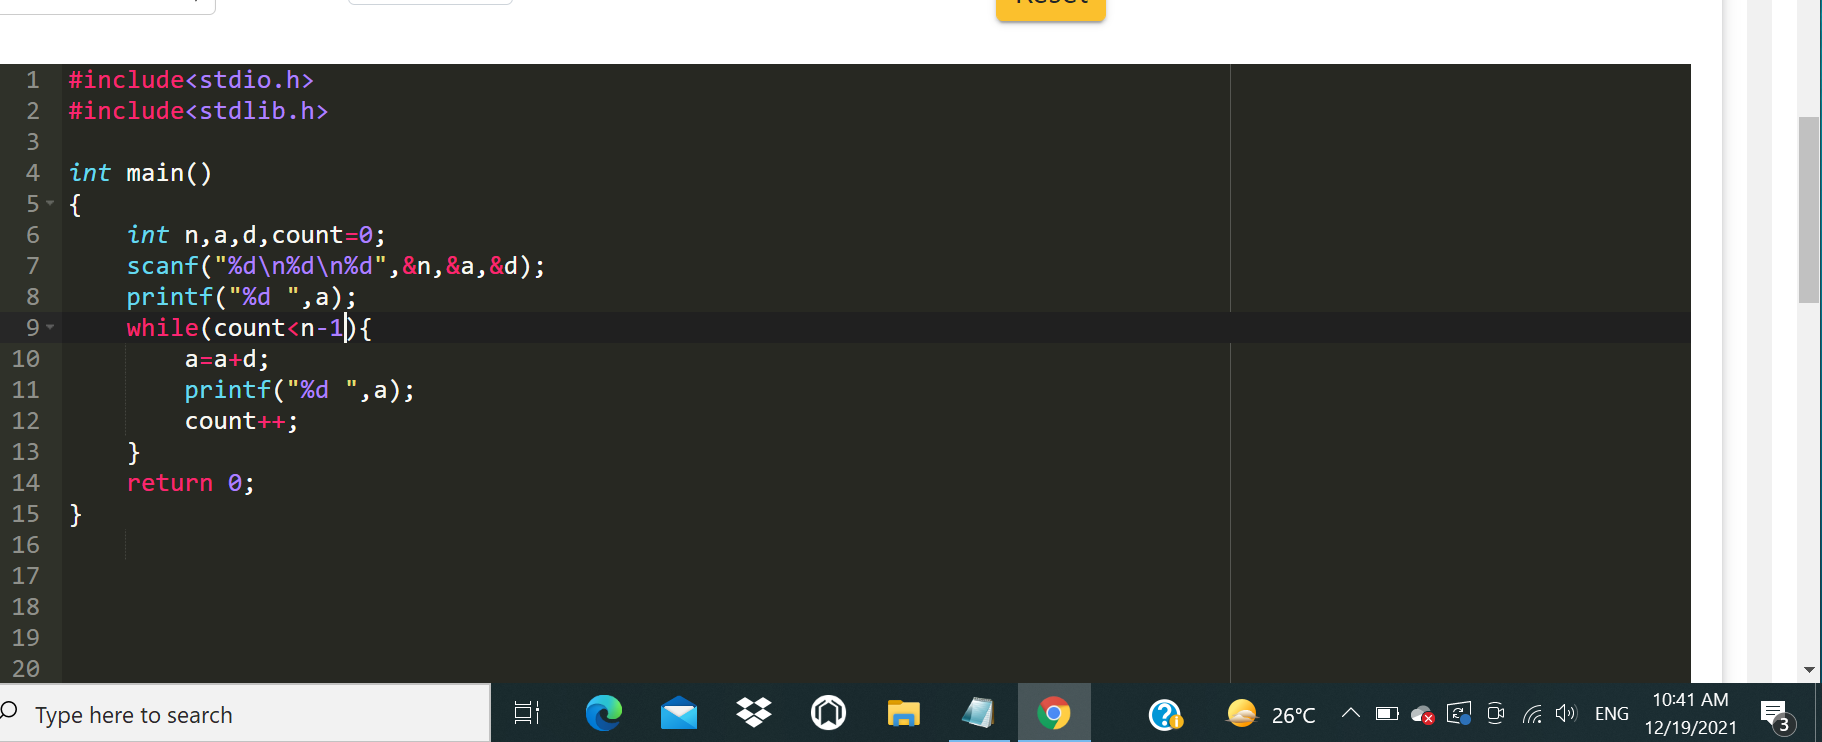 Reset
1 #include<stdio.h>
2 #include<stdlib.h>
3
4 int main()
5 {
6 int n,a,d,count=0;
7 scanf("%d\n%d\n%d",&n,&a,&d);
8 printf("%d ",a);
9 while(count<n-1){
10 a=a+d;
11 printf("%d ",a);
12 count++;
13 }
14 return 0;
15 }
16
17
18
19
20
Type here to search
26°C
ENG
10:41 AM
12/19/2021
3